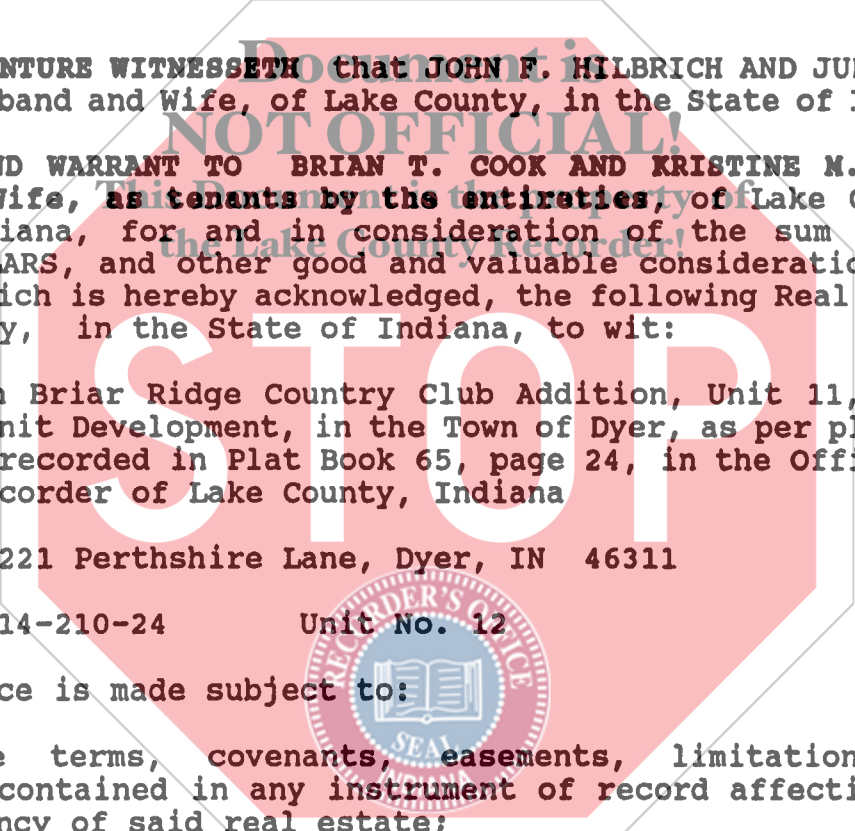 Document is
NTURE WITNESSETH that JOHN F. HILBRICH AND JU
band and Wife, of Lake County, in the State of I
NOT OFFICIAL!
ND WARRANT TO BRIAN T. COOK AND KRISTINE M.
This Document is the property of
Wife, as tenants by the entireties, of Lake C
iana, for and in consideration of the sum
the Lake County Recorder!
ARS, and other good and valuable consideratio
ich is hereby acknowledged, the following Real
y, in the State of Indiana, to wit:
STOP
n Briar Ridge Country Club Addition, Unit 11,
nit Development, in the Town of Dyer, as per pl
recorded in Plat Book 65, page 24, in the Offi
corder of Lake County, Indiana
221 Perthshire Lane, Dyer, IN 46311
14-210-24 Unit No. 12
RECORDER'S OFFICE
SEAL
INDIANA
ce is made subject to:
e terms, covenants, easements, limitation
contained in any instrument of record affecti
ncy of said real estate;